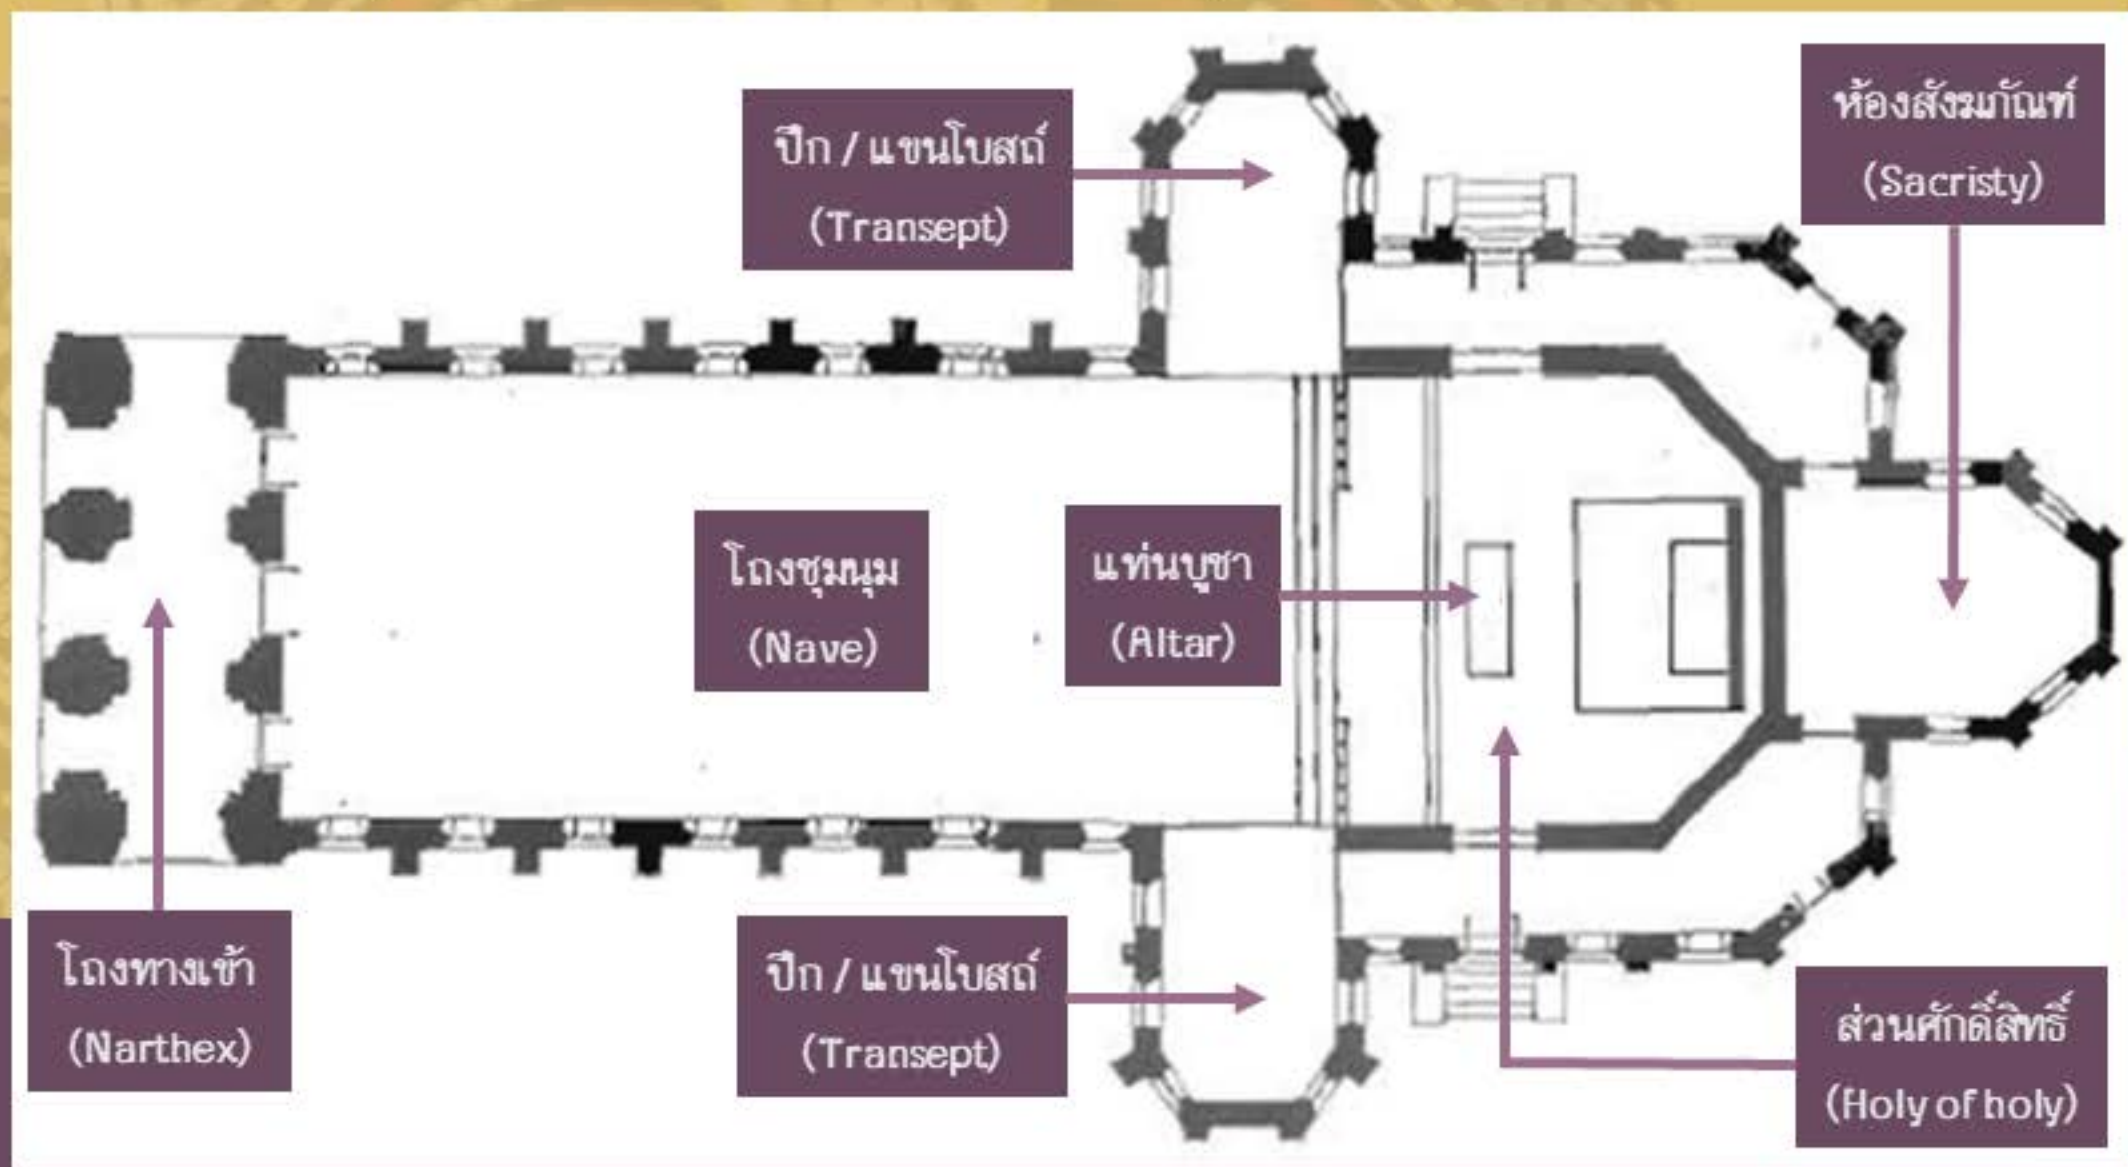 ปีก / แขนโบสถ์
(Transept)
ห้องสังฆภัณฑ์
(Sacristy)
โถงชุมนุม
(Nave)
แท่นบูชา
(Altar)
โถงทางเข้า
(Narthex)
ปีก / แขนโบสถ์
(Transept)
ส่วนศักดิ์สิทธิ์
(Holy of holy)